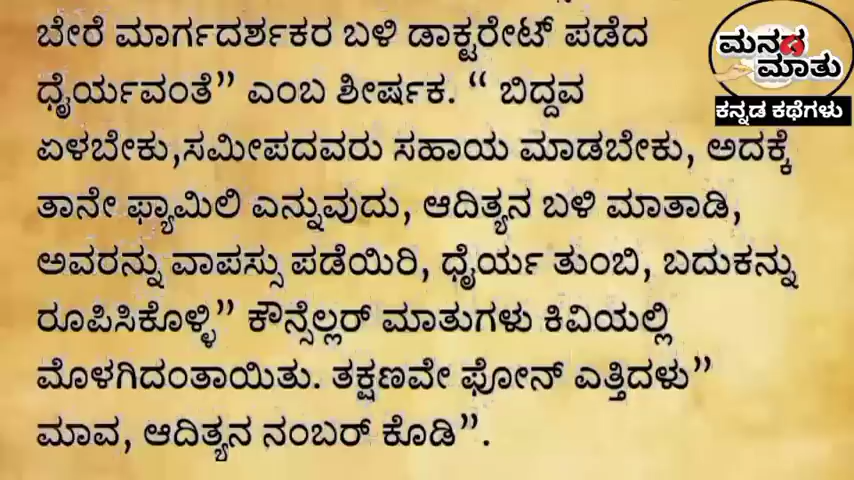 ಬೇರೆ ಮಾರ್ಗದರ್ಶಕರ ಬಳಿ ಡಾಕ್ಟರೇಟ್ ಪಡೆದ
ಧೈರ್ಯವಂತೆ” ಎಂಬ ಶೀರ್ಷಿಕೆ. “ ಬಿದ್ದವ
ಏಳಬೇಕು,ಸಮೀಪದವರು ಸಹಾಯ ಮಾಡಬೇಕು, ಅದಕ್ಕೆ
ತಾನೇ ಫ್ಯಾಮಿಲಿ ಎನ್ನುವುದು, ಆದಿತ್ಯನ ಬಳಿ ಮಾತಾಡಿ,
ಅವರನ್ನು ವಾಪಸ್ಸು ಪಡೆಯಿರಿ, ಧೈರ್ಯ ತುಂಬಿ, ಬದುಕನ್ನು
ರೂಪಿಸಿಕೊಳ್ಳಿ” ಕೌನ್ಸೆಲ್ಲರ್ ಮಾತುಗಳು ಕಿವಿಯಲ್ಲಿ
ಮೊಳಗಿದಂತಾಯಿತು. ತಕ್ಷಣವೇ ಫೋನ್ ಎತ್ತಿದಳು”
ಮಾವ, ಆದಿತ್ಯನ ನಂಬರ್ ಕೊಡಿ”.
ಮನದ
ಮಾತು
ಕನ್ನಡ ಕಥೆಗಳು